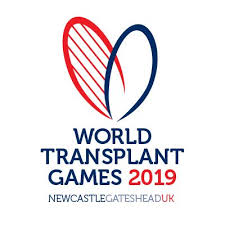 WORLD
TRANSPLANT
GAMES 2019
NEWCASTLEGATESHEADUK